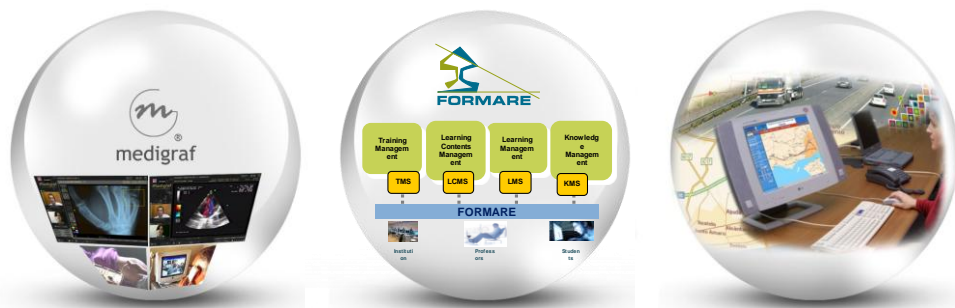 m
®
medigraf
FORMARE
Training
Managem
ent
Learning
Contents
Managem
ent
Learning
Managem
ent
Knowledg
e
Managem
ent
TMS
LCMS
LMS
KMS
FORMARE
Instituti
on
Profess
ors
Studen
ts